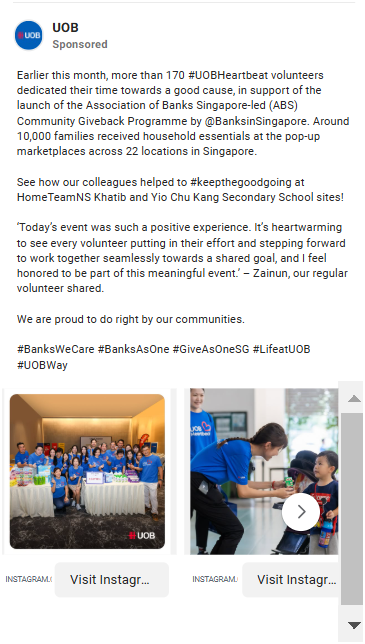 UOB
UOB
Sponsored
Earlier this month, more than 170 #UOBHeartbeat volunteers
dedicated their time towards a good cause, in support of the
launch of the Association of Banks Singapore-led (ABS)
Community Giveback Programme by @BanksinSingapore. Around
10,000 families received household essentials at the pop-up
marketplaces across 22 locations in Singapore.
See how our colleagues helped to #keepthegoodgoing at
HomeTeamNS Khatib and Yio Chu Kang Secondary School sites!
‘Today’s event was such a positive experience. It’s heartwarming
to see every volunteer putting in their effort and stepping forward
to work together seamlessly towards a shared goal, and I feel
honored to be part of this meaningful event.’ – Zainun, our regular
volunteer shared.
We are proud to do right by our communities.
#BanksWeCare #BanksAsOne #GiveAsOneSG #LifeatUOB
#UOBWay
UOB
UOB
INSTAGRAM.
Visit Instagr...
INSTAGRAM.
Visit Instagr...